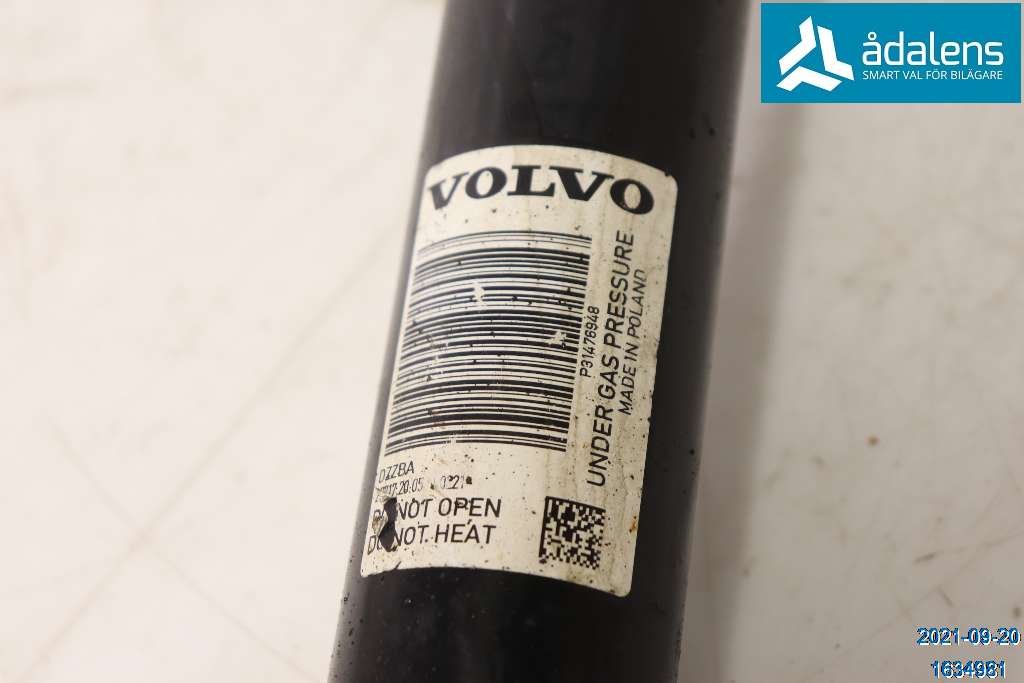 ådalens
SMART VAL FÖR BILÄGARE
VOLVO
P31476948
UNDER GAS PRESSURE
MADE IN POLAND
DZZBA
NOT OPEN
DO NOT HEAT
2021-09-20
1634981